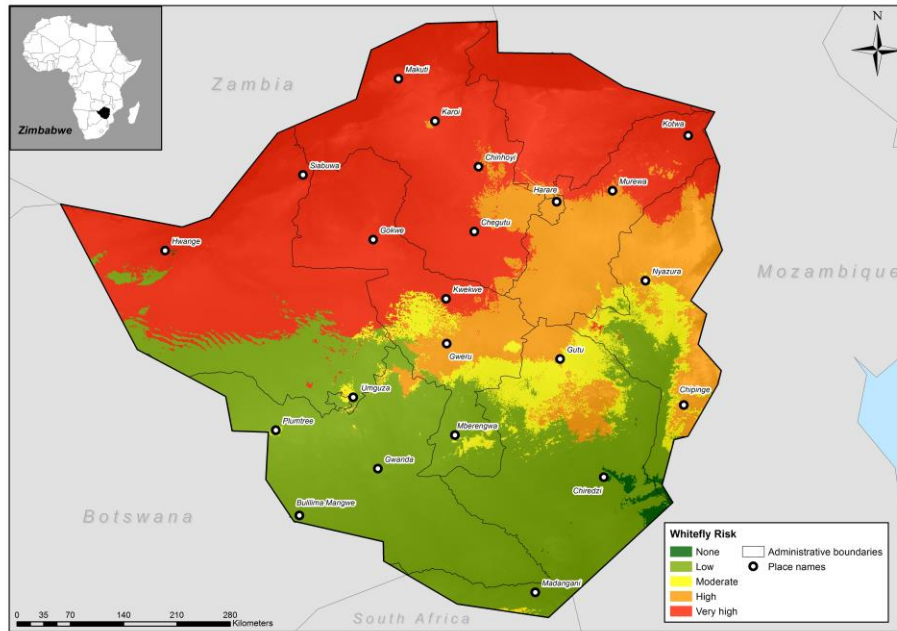 N
Zambia
Makuti
Karoi
Kotwa
Zimbabwe
Chinhoyi
Siabuwa
Murewa
Harare
Chegutu
Gokwe
Hwange
Mozambique
Nyazura
Kwekwe
Gweru
Gutu
Umguza
Chipinge
Plumtree
Mberengwa
Gwanda
Chiredzi
Bulilima Mangwe
Botswana
Whitefly Risk
None
Administrative boundaries
Low
Place names
Moderate
High
Very high
Madangani
South Africa
0 35 70 140 210 280
Kilometers